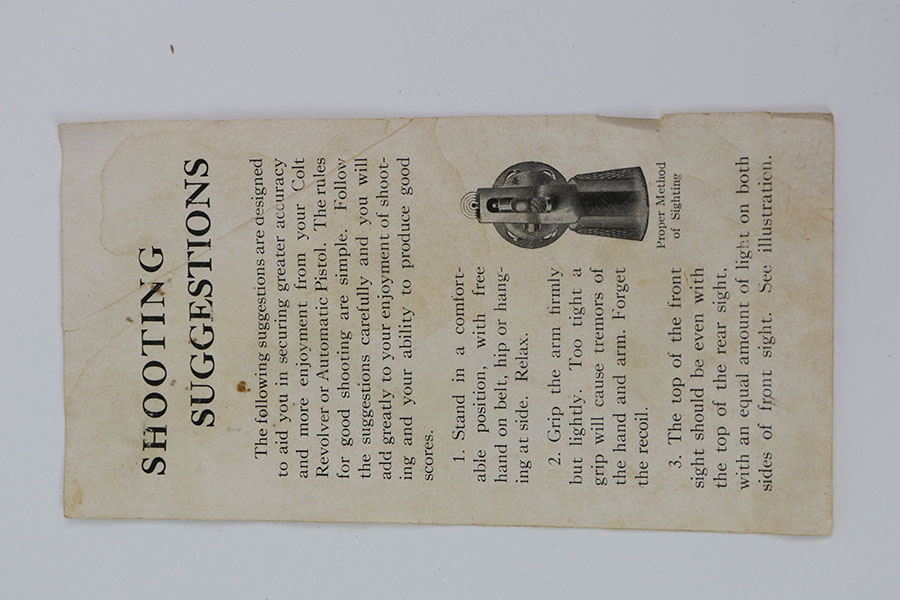 SHOOTING
SUGGESTIONS
The following suggestions are designed
to aid you in securing greater accuracy
and more enjoyment from your Colt
Revolver or Automatic Pistol. The rules
for good shooting are simple. Follow
the suggestions carefully and you will
add greatly to your enjoyment of shoot-
ing and your ability to produce good
scores.
1. Stand in a comfort-
able position, with free
hand on belt, hip or hang-
ing at side. Relax.
2. Grip the arm firmly
but lightly. Too tight a
grip will cause tremors of
the hand and arm. Forget
the recoil.
Proper Method
of Sighting
3. The top of the front
sight should be even with
the top of the rear sight,
with an equal amount of light on both
sides of front sight. See illustration.